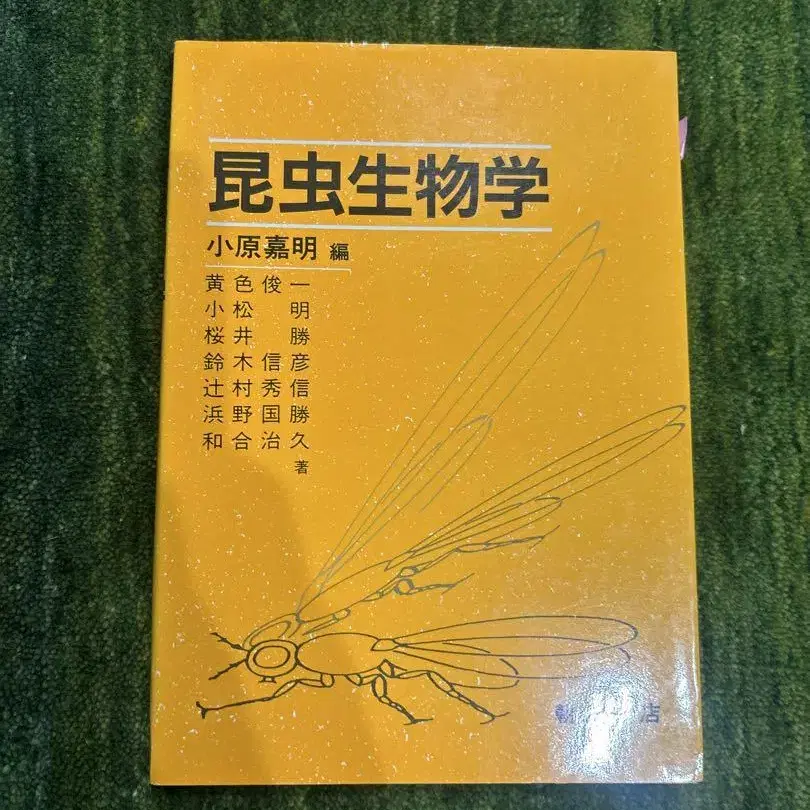 昆虫生物学
小原嘉明 編
黄色俊一
小松 明
桜井 勝
鈴木信彦
辻村秀信
浜野国勝
和合治久
著
店